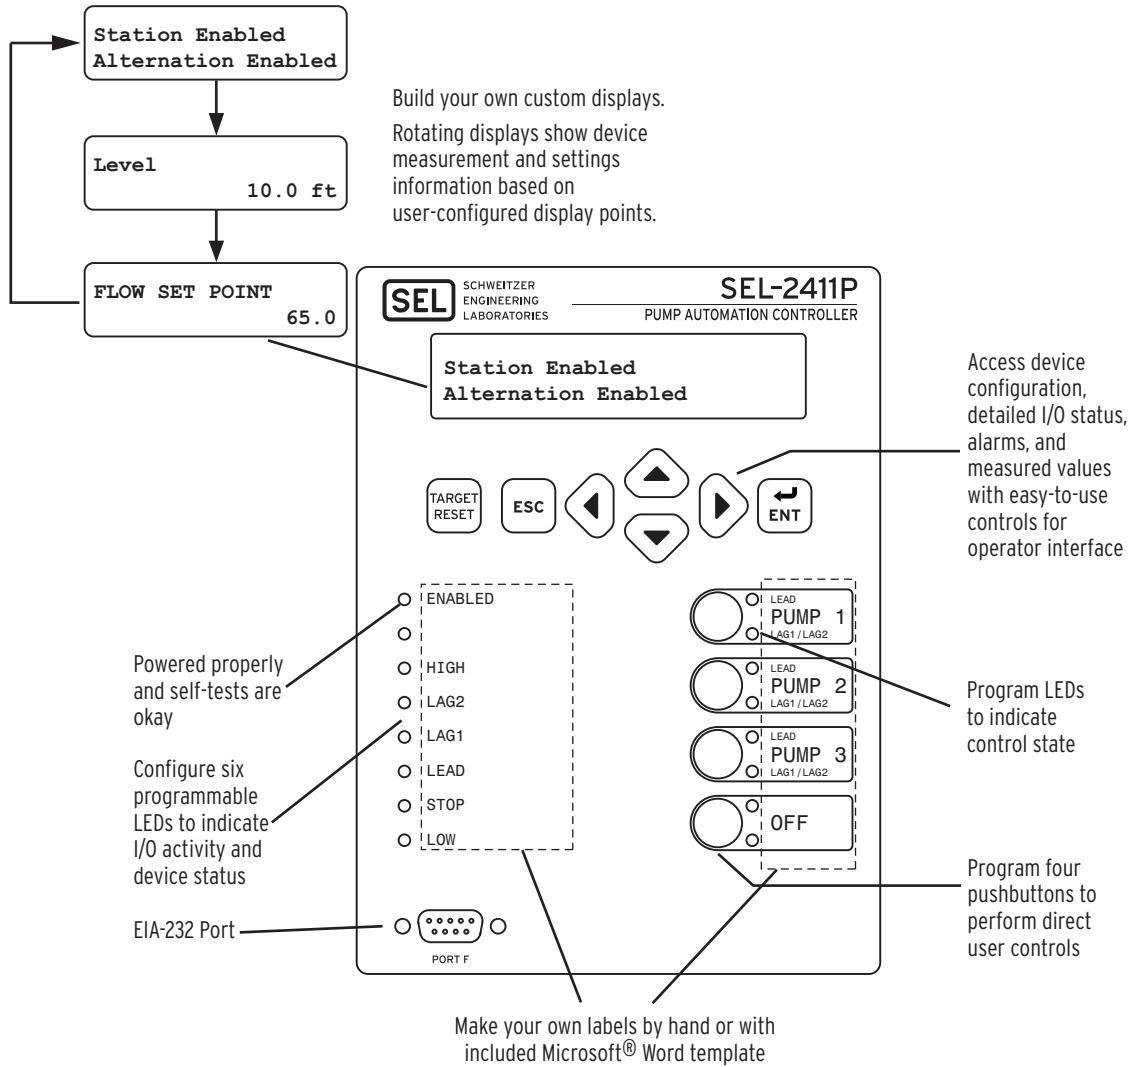 Station Enabled
Alternation Enabled
Level
10.0 ft
FLOW SET POINT
65.0
Build your own custom displays.
Rotating displays show device
measurement and settings
information based on
user-configured display points.
SEL
SCHWEITZER
ENGINEERING
LABORATORIES
SEL-2411P
PUMP AUTOMATION CONTROLLER
Station Enabled
Alternation Enabled
Access device
configuration,
detailed I/O status,
alarms, and
measured values
with easy-to-use
controls for
operator interface
TARGET
RESET
ESC
ENT
ENABLED
HIGH
LAG2
LAG1
LEAD
STOP
LOW
LEAD
PUMP 1
LAG1/LAG2
LEAD
PUMP 2
LAG1/LAG2
LEAD
PUMP 3
LAG1/LAG2
OFF
Powered properly
and self-tests are
okay
Configure six
programmable
LEDs to indicate
I/O activity and
device status
EIA-232 Port
PORT F
Program LEDs
to indicate
control state
Program four
pushbuttons to
perform direct
user controls
Make your own labels by hand or with
included Microsoft® Word template